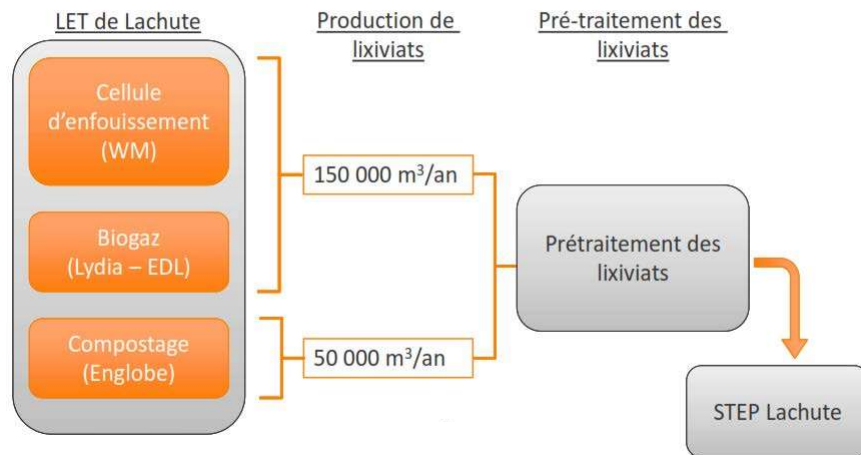 LET de Lachute
Production de
lixiviats
Pré-traitement des
lixiviats
Cellule
d'enfouissement
(WM)
150 000 m³/an
Biogaz
(Lydia – EDL)
Prétraitement des
lixiviats
Compostage
(Englobe)
50 000 m³/an
STEP Lachute